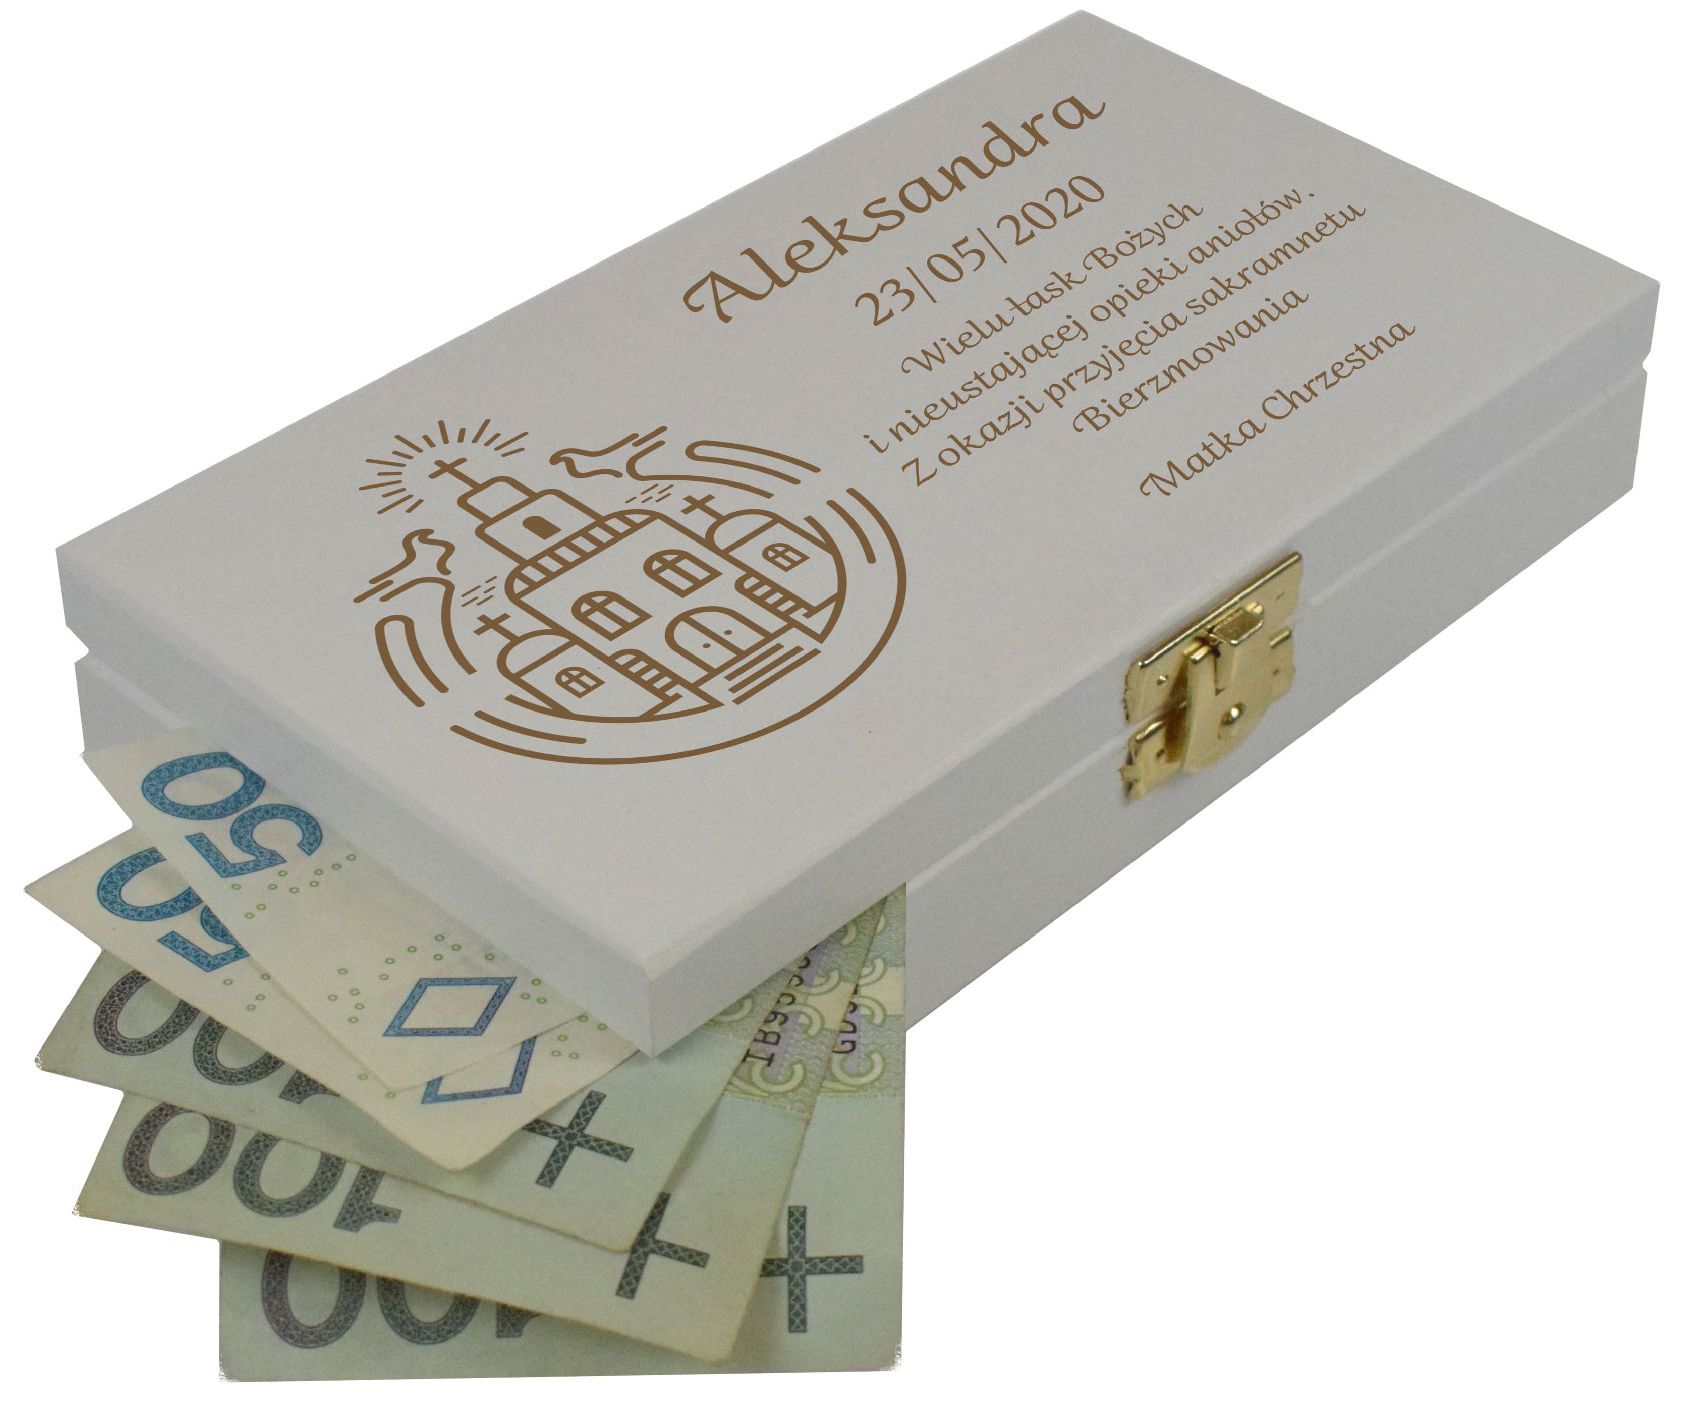 Aleksandra
23|05|2020
Wielu łask Bożych
i nieustającej opieki aniołów.
Z okazji przyjęcia sakramnetu
Bierzmowania
Matka Chrzestna
50
50
100
100
100